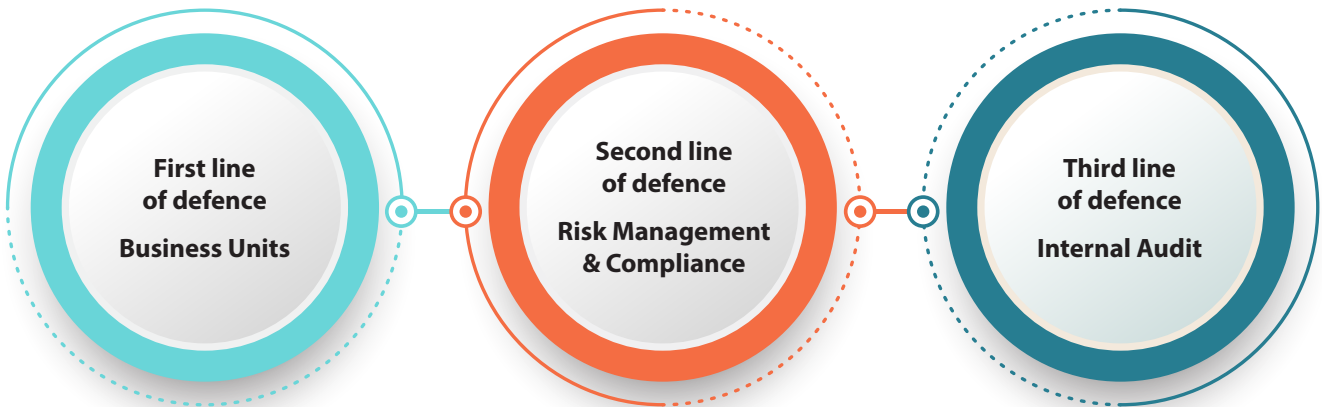 First line
of defence
Business Units
Second line
of defence
Risk Management
& Compliance
Third line
of defence
Internal Audit